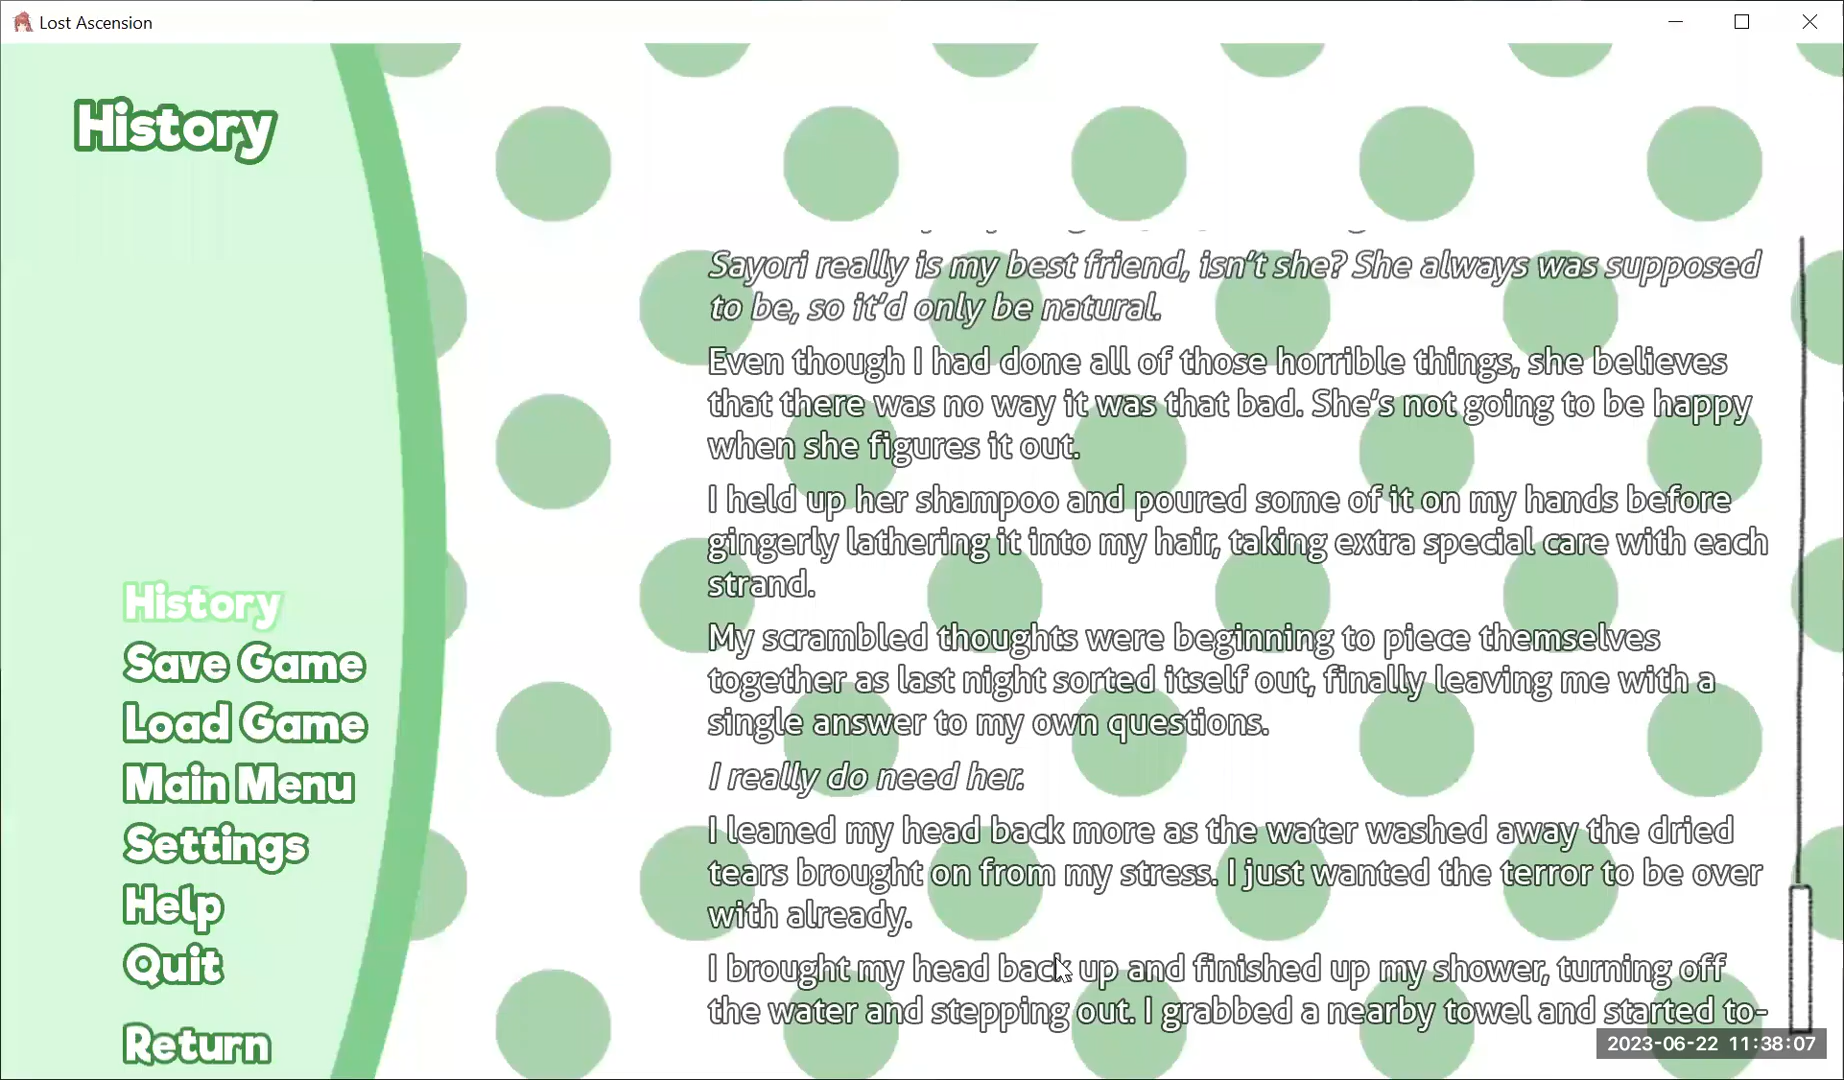 Lost Ascension
History
Sayori really is my best friend, isn't she? She always was supposed
to be, so it'd only be natural.
Even though I had done all of those horrible things, she believes
that there was no way it was that bad. She's not going to be happy
when she figures it out.
I held up her shampoo and poured some of it on my hands before
gingerly lathering it into my hair, taking extra special care with each
strand.
My scrambled thoughts were beginning to piece themselves
together as last night sorted itself out, finally leaving me with a
single answer to my own questions.
I really do need her.
I leaned my head back more as the water washed away the dried
tears brought on from my stress. I just wanted the terror to be over
with already.
I brought my head back up and finished up my shower, turning off
the water and stepping out. I grabbed a nearby towel and started to-
History
Save Game
Load Game
Main Menu
Settings
Help
Quit
Return
2023-06-22 11:38:07